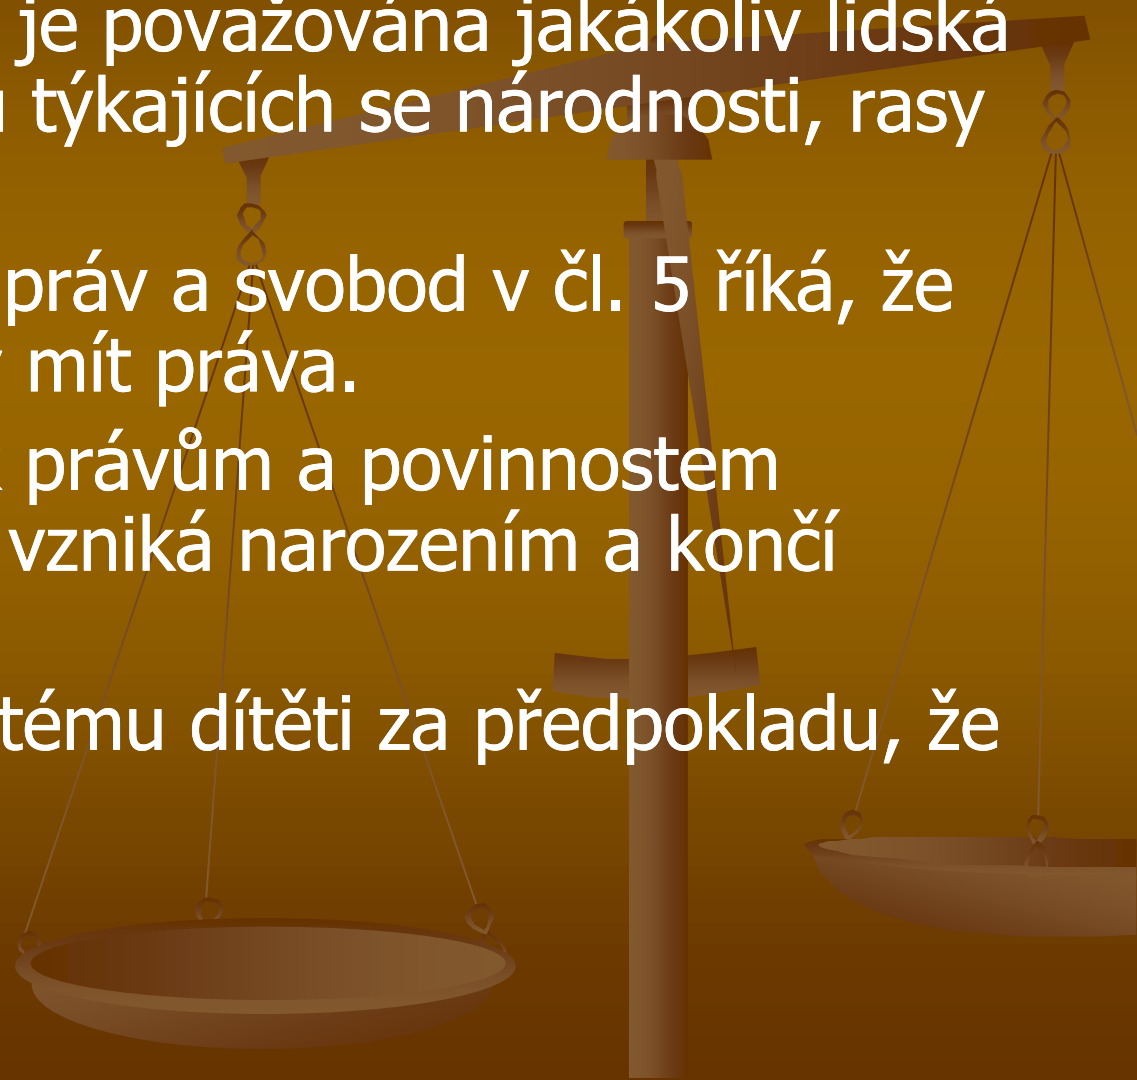 je považována jakákoliv lidská
týkajících se národnosti, rasy
práv a svobod v čl. 5 říká, že
mít práva.
právům a povinnostem
vzniká narozením a končí
tému dítěti za předpokladu, že